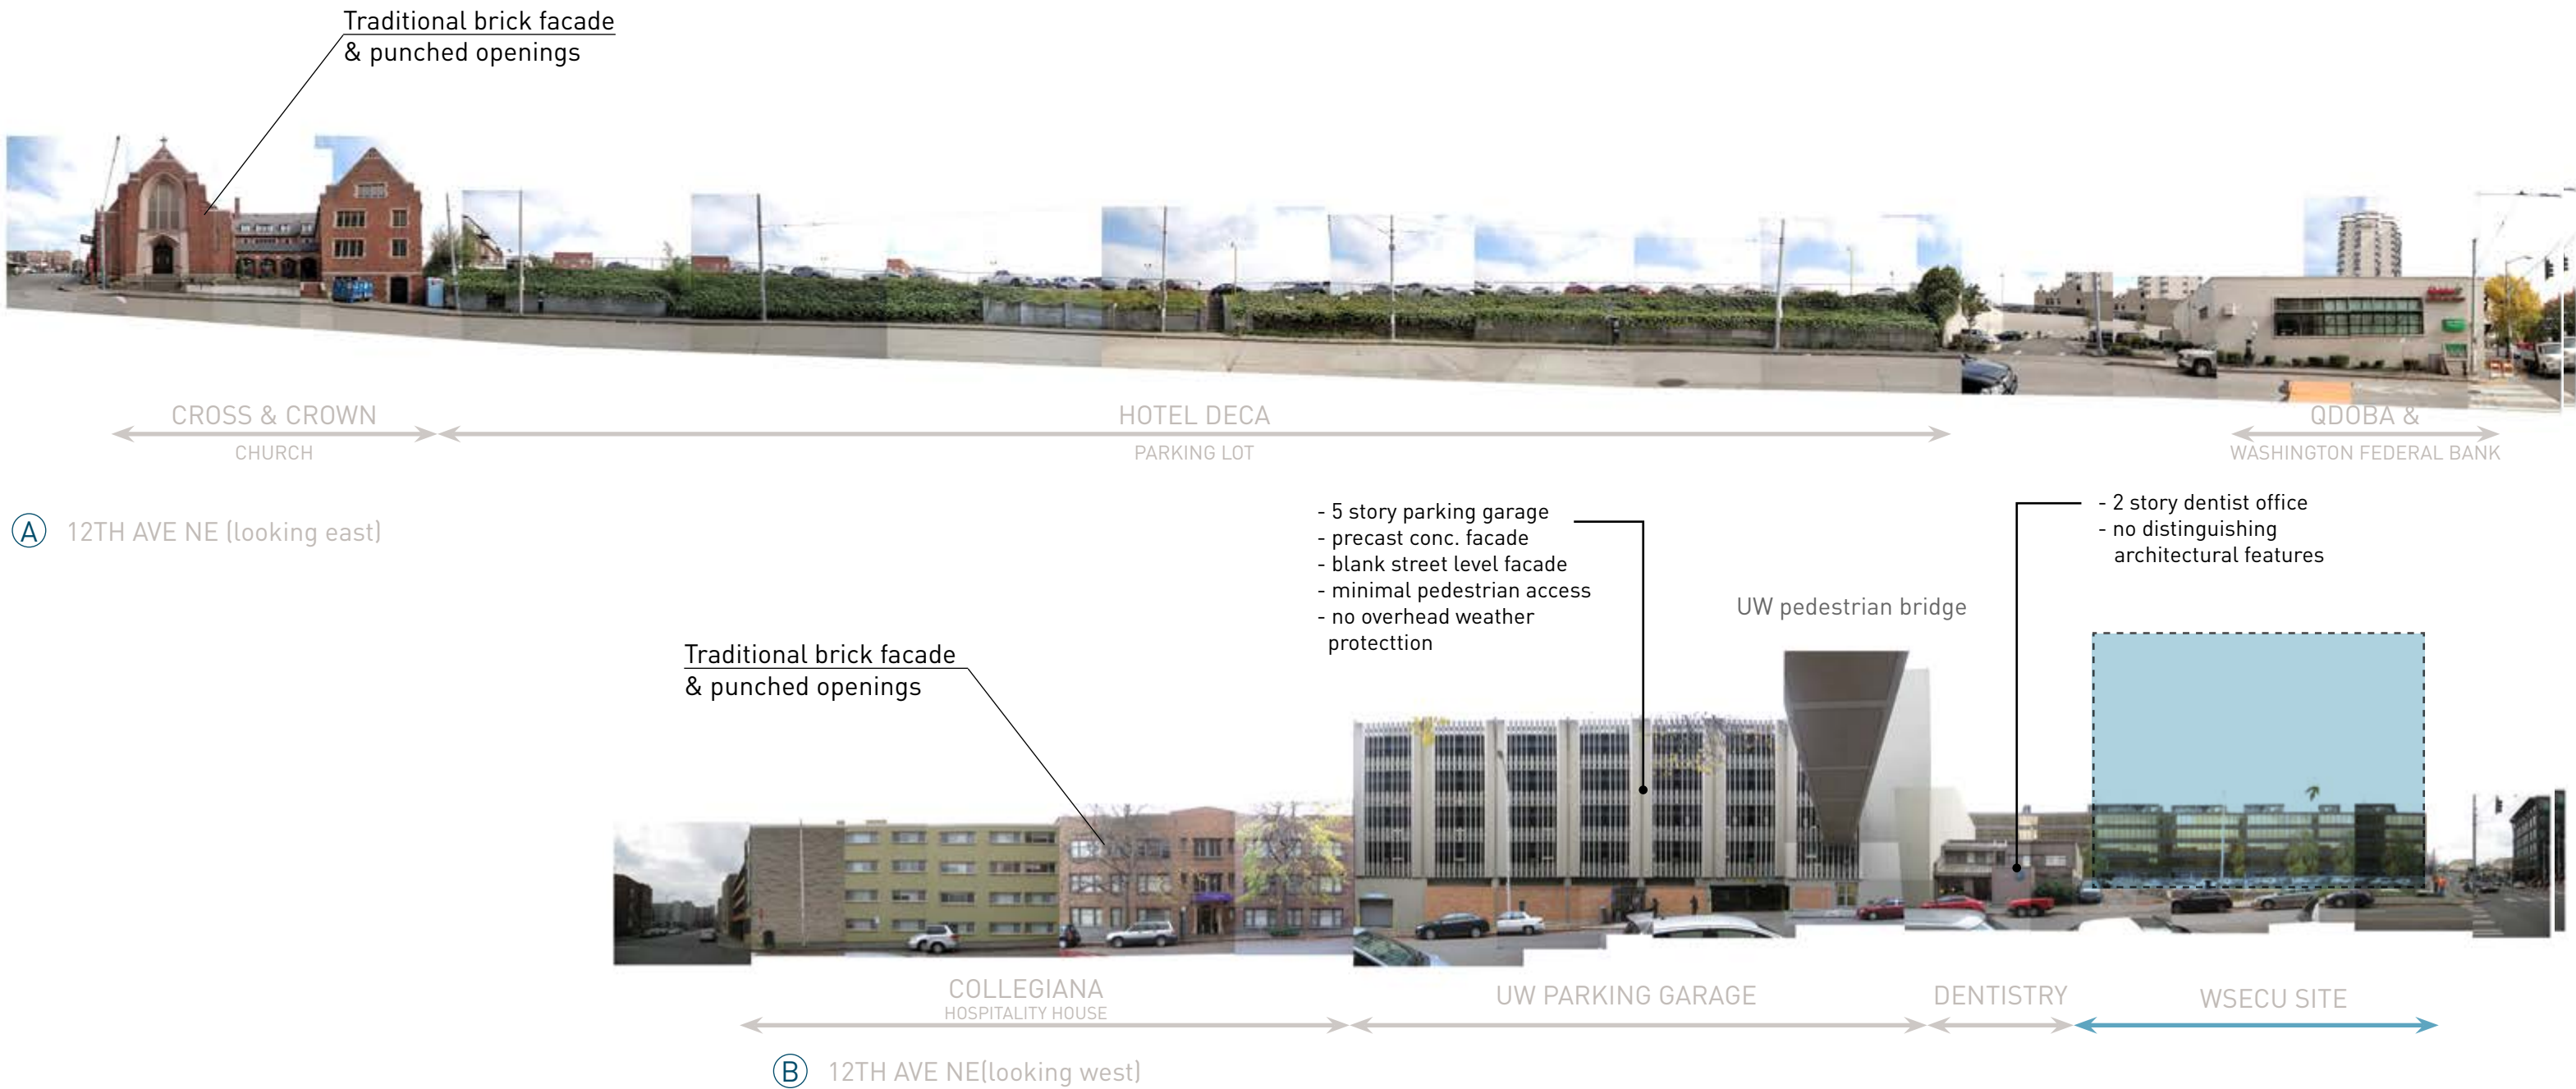 Traditional brick facade
& punched openings
CROSS & CROWN
CHURCH
HOTEL DECA
PARKING LOT
QDOBA &
WASHINGTON FEDERAL BANK
A 12TH AVE NE (looking east)
- 5 story parking garage
- precast conc. facade
- blank street level facade
- minimal pedestrian access
- no overhead weather
protecttion
- 2 story dentist office
- no distinguishing
architectural features
UW pedestrian bridge
Traditional brick facade
& punched openings
COLLEGIANA
HOSPITALITY HOUSE
UW PARKING GARAGE
DENTISTRY
WSECU SITE
B 12TH AVE NE(looking west)